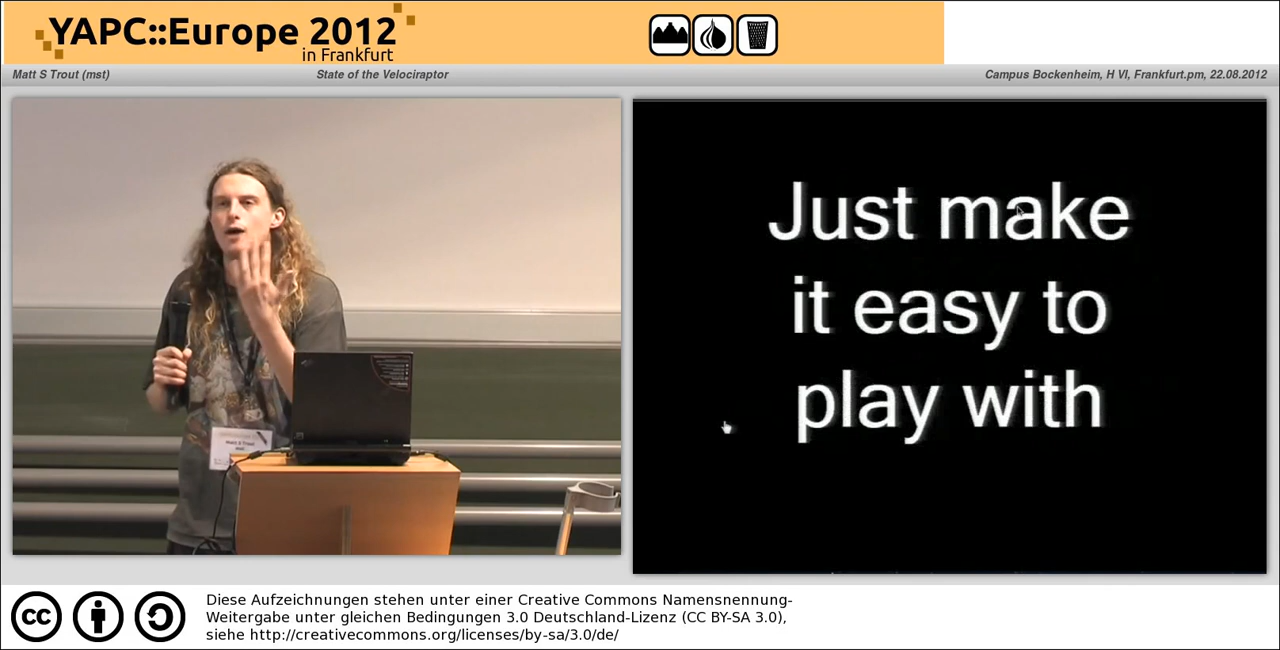 YAPC::Europe 2012
in Frankfurt
Matt S Trout (mst)
State of the Velociraptor
Campus Bockenheim, H VI, Frankfurt.pm, 22.08.2012
Just make
it easy to
play with
Matt S Trout
cc
Diese Aufzeichnungen stehen unter einer Creative Commons Namensnennung-
Weitergabe unter gleichen Bedingungen 3.0 Deutschland-Lizenz (CC BY-SA 3.0),
siehe http://creativecommons.org/licenses/by-sa/3.0/de/